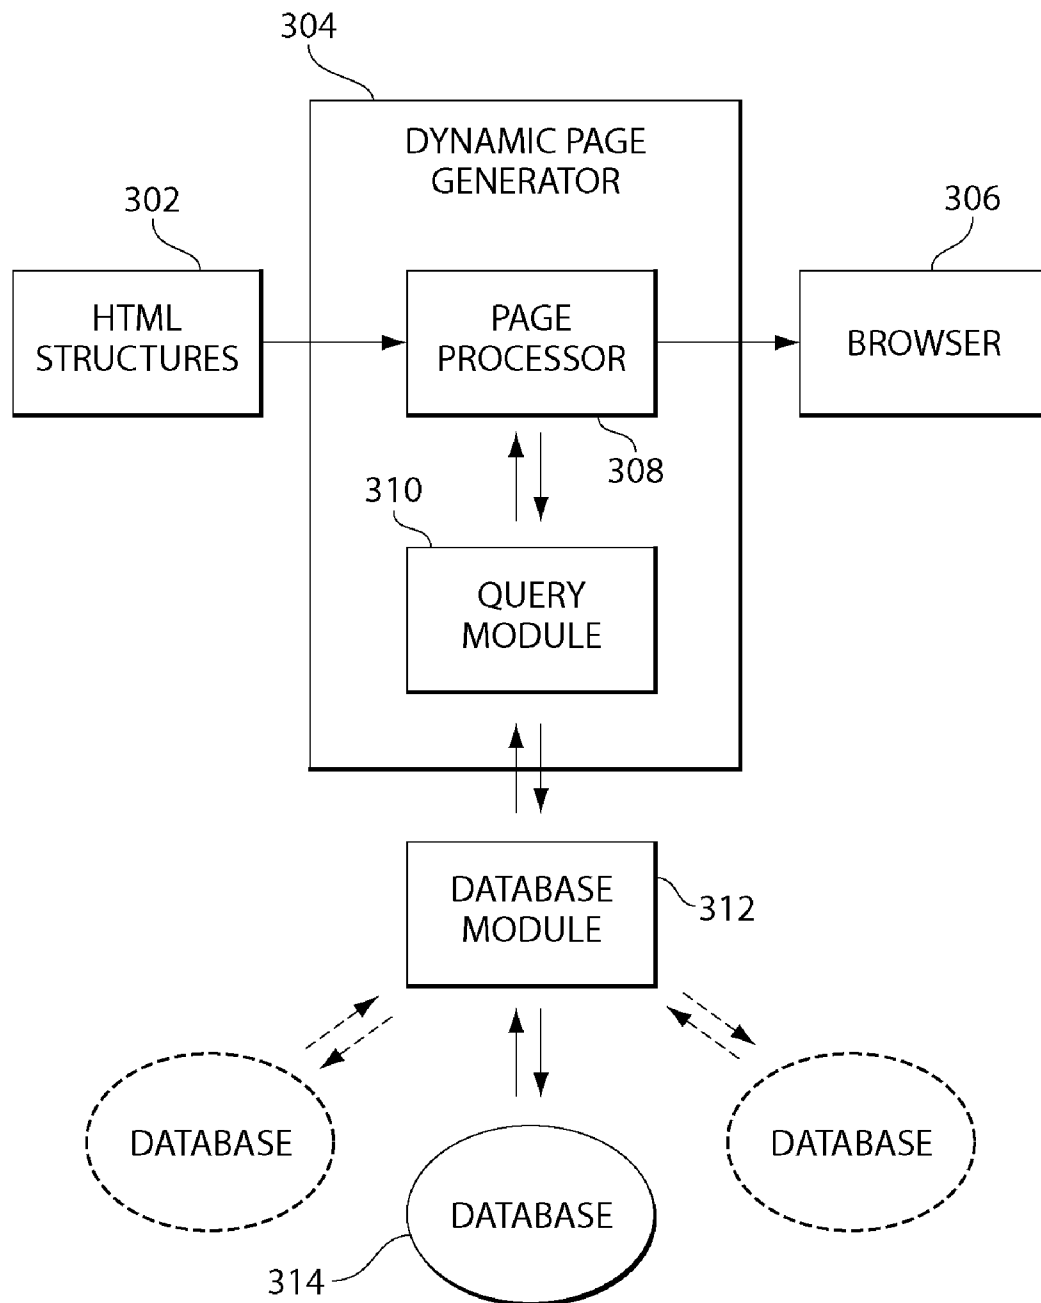 304
DYNAMIC PAGE
GENERATOR
302
306
HTML
STRUCTURES
PAGE
PROCESSOR
BROWSER
308
310
QUERY
MODULE
DATABASE
MODULE
312
DATABASE
DATABASE
DATABASE
314